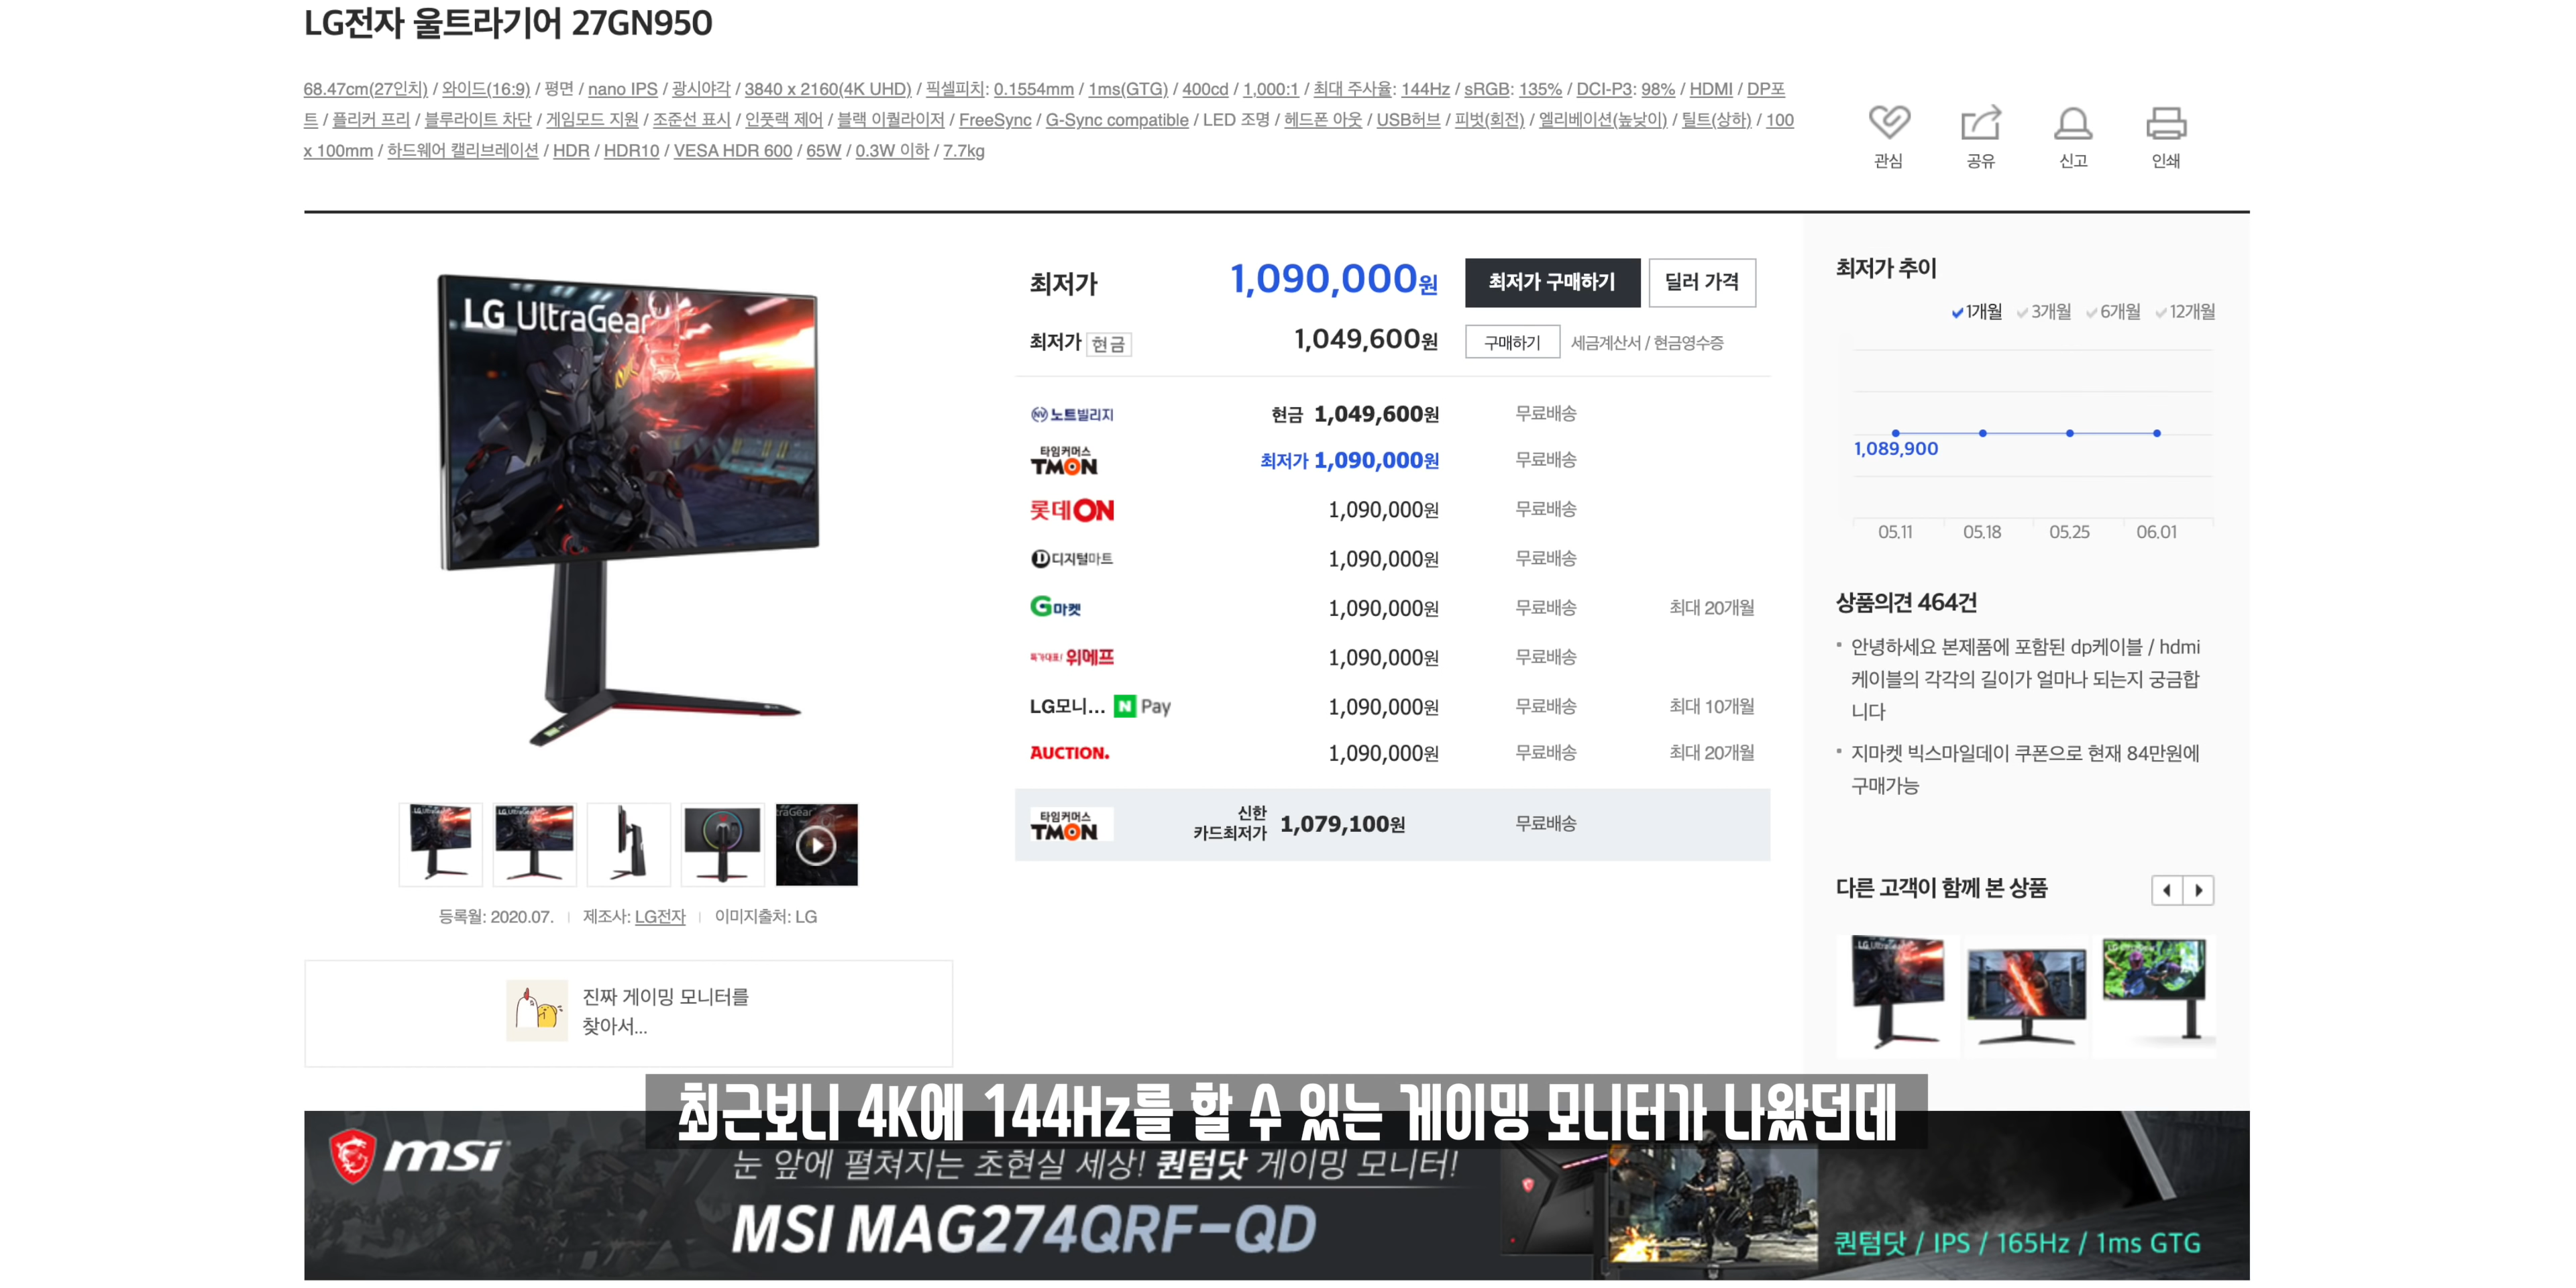 LG전자 울트라기어 27GN950
68.47cm(27인치) / 와이드(16:9) / 평면 / nano IPS / 광시야각 / 3840 x 2160(4K UHD) / 픽셀피치: 0.1554mm / 1ms(GTG) / 400cd / 1,000:1 / 최대 주사율: 144Hz / sRGB: 135% / DCI-P3: 98% / HDMI / DP포
트 / 플리커 프리 / 블루라이트 차단 / 게임모드 지원 / 조준선 표시 / 인풋랙 제어 / 블랙 이퀄라이저 / FreeSync / G-Sync compatible / LED 조명 / 헤드폰 아웃 / USB허브 / 피벗(회전) / 엘리베이션(높낮이) / 틸트(상하) / 100
x 100mm / 하드웨어 캘리브레이션 / HDR / HDR10 / VESA HDR 600 / 65W / 0.3W 이하 / 7.7kg
관심 공유 신고 인쇄
LG UltraGear
최저가 1,090,000원 최저가 구매하기 딜러 가격
최저가 현금 1,049,600원 구매하기 세금계산서 / 현금영수증
노트빌리지 현금 1,049,600원 무료배송
타임커머스
TMON 최저가 1,090,000원 무료배송
롯데ON 1,090,000원 무료배송
디지털마트 1,090,000원 무료배송
G마켓 1,090,000원 무료배송 최대 20개월
특가대표! 위메프 1,090,000원 무료배송
LG모니... N Pay 1,090,000원 무료배송 최대 10개월
AUCTION. 1,090,000원 무료배송 최대 20개월
타임커머스
TMON 신한 카드최저가 1,079,100원 무료배송
최저가 추이
1개월 3개월 6개월 12개월
1,089,900
05.11 05.18 05.25 06.01
상품의견 464건
안녕하세요 본제품에 포함된 dp케이블 / hdmi
케이블의 각각의 길이가 얼마나 되는지 궁금합
니다
지마켓 빅스마일데이 쿠폰으로 현재 84만원에
구매가능
다른 고객이 함께 본 상품
등록월: 2020.07. 제조사: LG전자 이미지출처: LG
진짜 게이밍 모니터를
찾아서...
최근보니 4K에 144Hz를 할 수 있는 게이밍 모니터가 나왔던데
msi
눈 앞에 펼쳐지는 초현실 세상! 퀀텀닷 게이밍 모니터!
MSI MAG274QRF-QD
퀀텀닷 / IPS / 165Hz / 1ms GTG